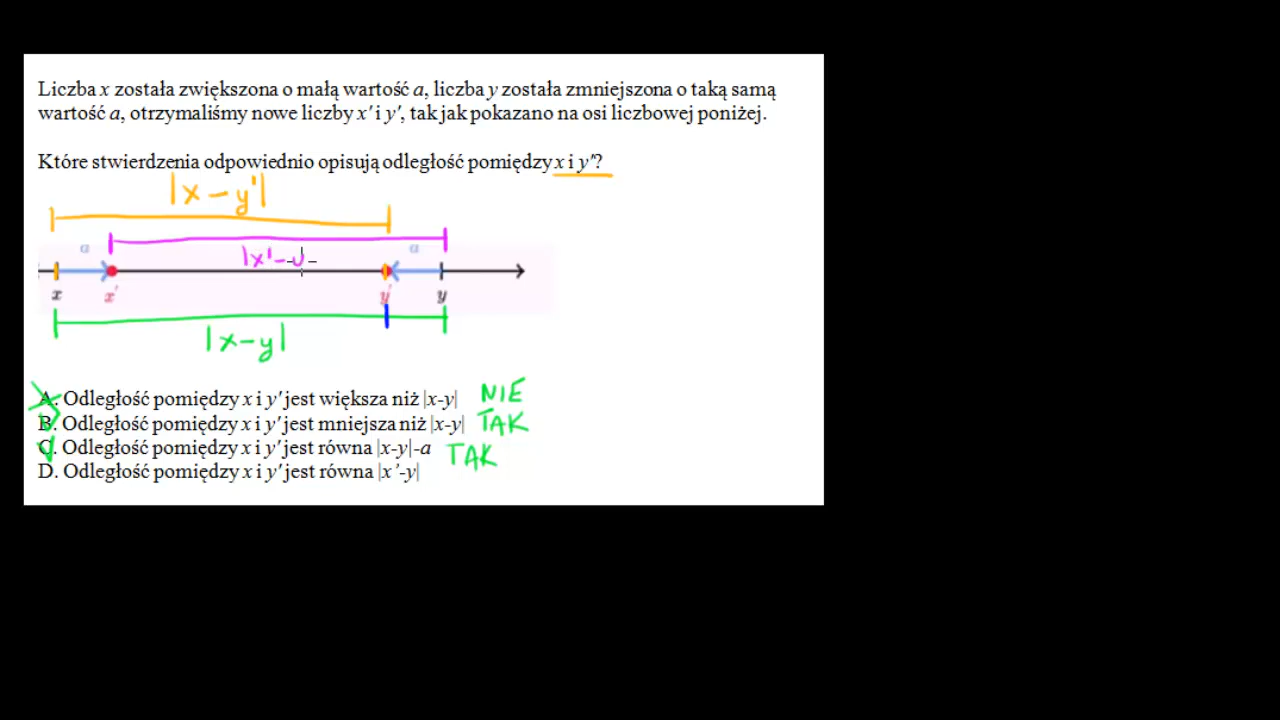 Liczba x została zwiększona o małą wartość a, liczba y została zmniejszona o taką samą
wartość a, otrzymaliśmy nowe liczby x' i y', tak jak pokazano na osi liczbowej poniżej.
Które stwierdzenia odpowiednio opisują odległość pomiędzy x i y'?
|x-y'|
a a
|x'-y
x x' y' y
|x-y|
A. Odległość pomiędzy x i y' jest większa niż |x-y| NIE
B. Odległość pomiędzy x i y' jest mniejsza niż |x-y| TAK
C. Odległość pomiędzy x i y' jest równa |x-y|-a TAK
D. Odległość pomiędzy x i y' jest równa |x'-y|